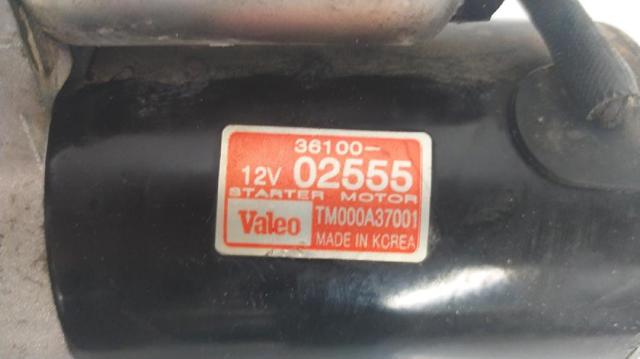 36100-
12V 02555
STARTER MOTOR
Valeo TM000A37001
MADE IN KOREA